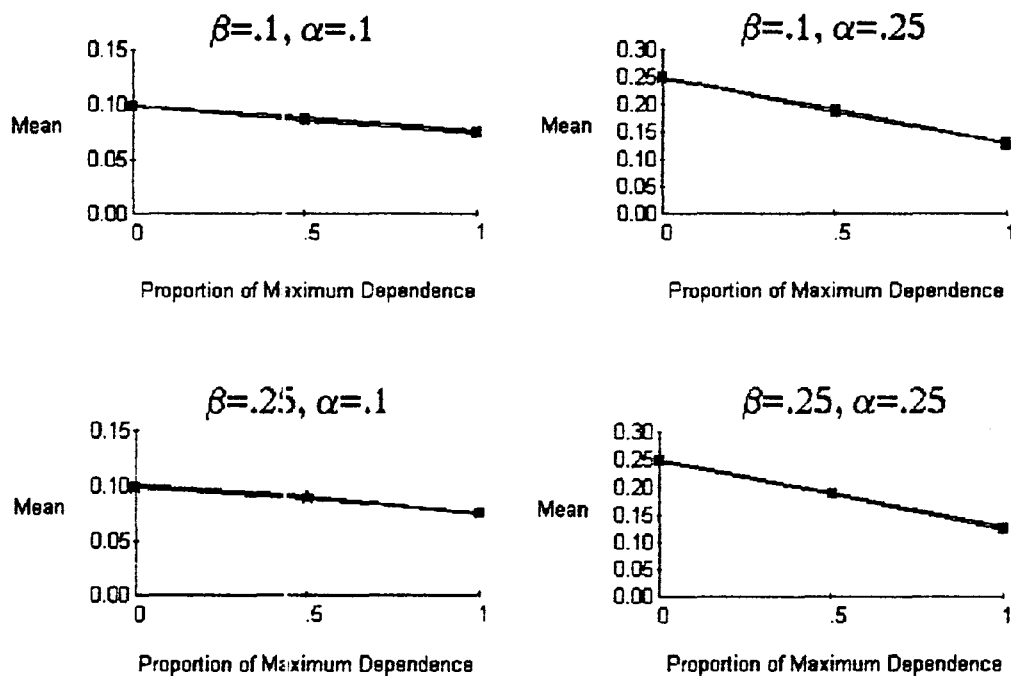 β=.1, α=.1
0.15
0.10
Mean
0.05
0.00
0 .5 1
Proportion of Maximum Dependence
β=.1, α=.25
0.30
0.25
0.20
Mean
0.15
0.10
0.05
0.00
0 .5 1
Proportion of Maximum Dependence
β=.25, α=.1
0.15
0.10
Mean
0.05
0.00
0 .5 1
Proportion of Maximum Dependence
β=.25, α=.25
0.30
0.25
0.20
Mean
0.15
0.10
0.05
0.00
0 .5 1
Proportion of Maximum Dependence